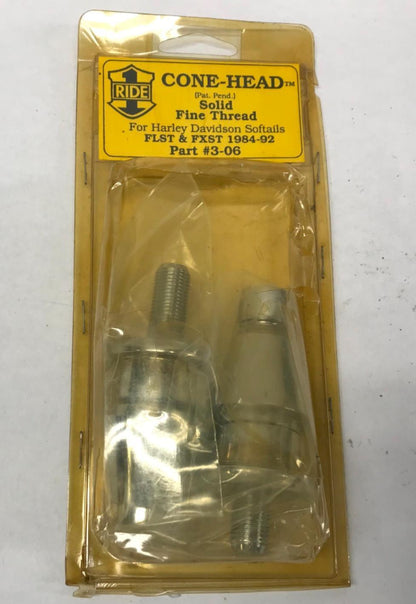 1
RIDE
CONE-HEAD™
(Pat. Pend.)
Solid
Fine Thread
For Harley Davidson Softails
FLST & FXST 1984-92
Part #3-06